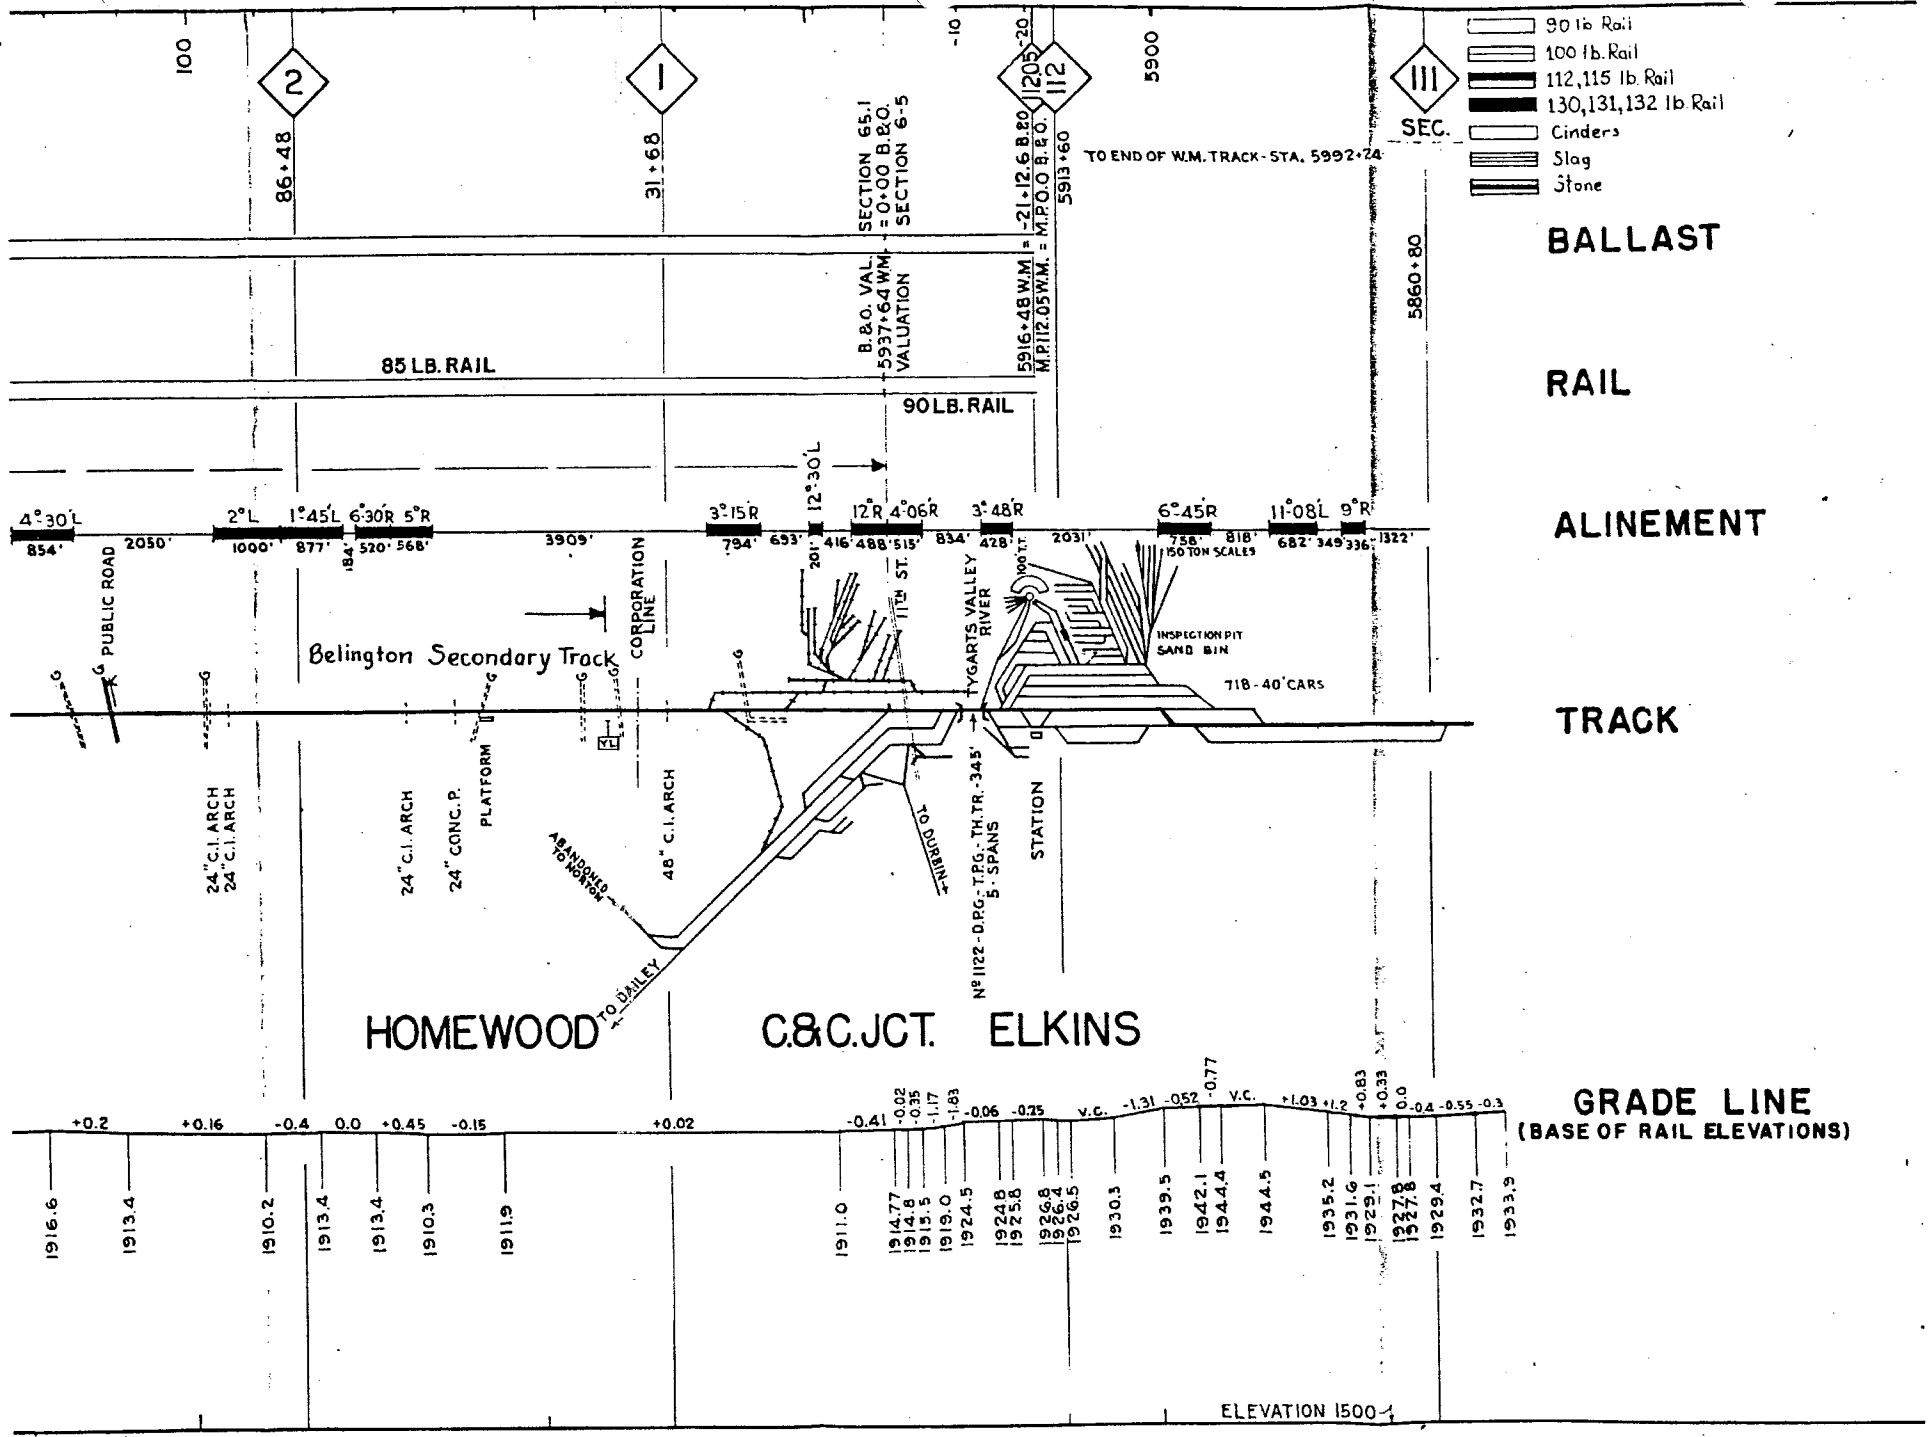 100
2
1
-10
-20
112.05
112
5900
111
SEC.
90 lb Rail
100 lb. Rail
112,115 lb. Rail
130,131,132 lb. Rail
Cinders
Slag
Stone
86+48
31+68
B.&O. VAL. SECTION 65.1
5937+64 W.M. = 0+00 B.&O.
VALUATION SECTION 6-5
5916+48 W.M. = -21+12.6 B.&O.
M.P.112.05 W.M. = M.P.0.0 B.&O.
5913+60
TO END OF W.M. TRACK-STA. 5992+24
5860+80
BALLAST
85 LB. RAIL
90 LB. RAIL
RAIL
4°-30'L
2°L
1°-45'L
6°30'R
5°R
3°-15'R
12°-30'L
12°R
4°-06'R
3°-48'R
6°-45'R
11°-08'L
9°R
ALINEMENT
854'
2050'
1000'
877'
184'
520'
568'
3909'
794'
693'
201'
416'
488'
515'
834'
428'
2031'
758'
818'
682'
349'
336'
1322'
150 TON SCALES
100' T.T.
PUBLIC ROAD
G
G
G
G
G
G
G
CORPORATION
LINE
11TH ST.
TYGARTS VALLEY
RIVER
INSPECTION PIT
SAND BIN
Belington Secondary Track
718-40' CARS
YL
TRACK
24" C.I. ARCH
24" C.I. ARCH
24" C.I. ARCH
24" CONC. P.
PLATFORM
48" C.I. ARCH
ABANDONED
TO NORTON
TO DAILEY
TO DURBIN
Nº 1122-D.P.G.-T.P.G.-TH.TR.-345'
5-SPANS
STATION
HOMEWOOD
C.&C.JCT.
ELKINS
+0.2
+0.16
-0.4
0.0
+0.45
-0.15
+0.02
-0.41
-0.02
-0.35
-1.17
-1.83
-0.06
-0.25
V.C.
-1.31
-0.52
-0.77
V.C.
+1.03
+1.2
+0.83
+0.33
0.0
-0.4
-0.55
-0.3
GRADE LINE
(BASE OF RAIL ELEVATIONS)
1916.6
1913.4
1910.2
1913.4
1913.4
1910.3
1911.9
1911.0
1914.77
1914.8
1915.5
1919.0
1924.5
1924.8
1925.8
1926.8
1926.4
1926.5
1930.3
1939.5
1942.1
1944.4
1944.5
1935.2
1931.6
1929.1
1927.8
1927.8
1929.4
1932.7
1933.9
ELEVATION 1500